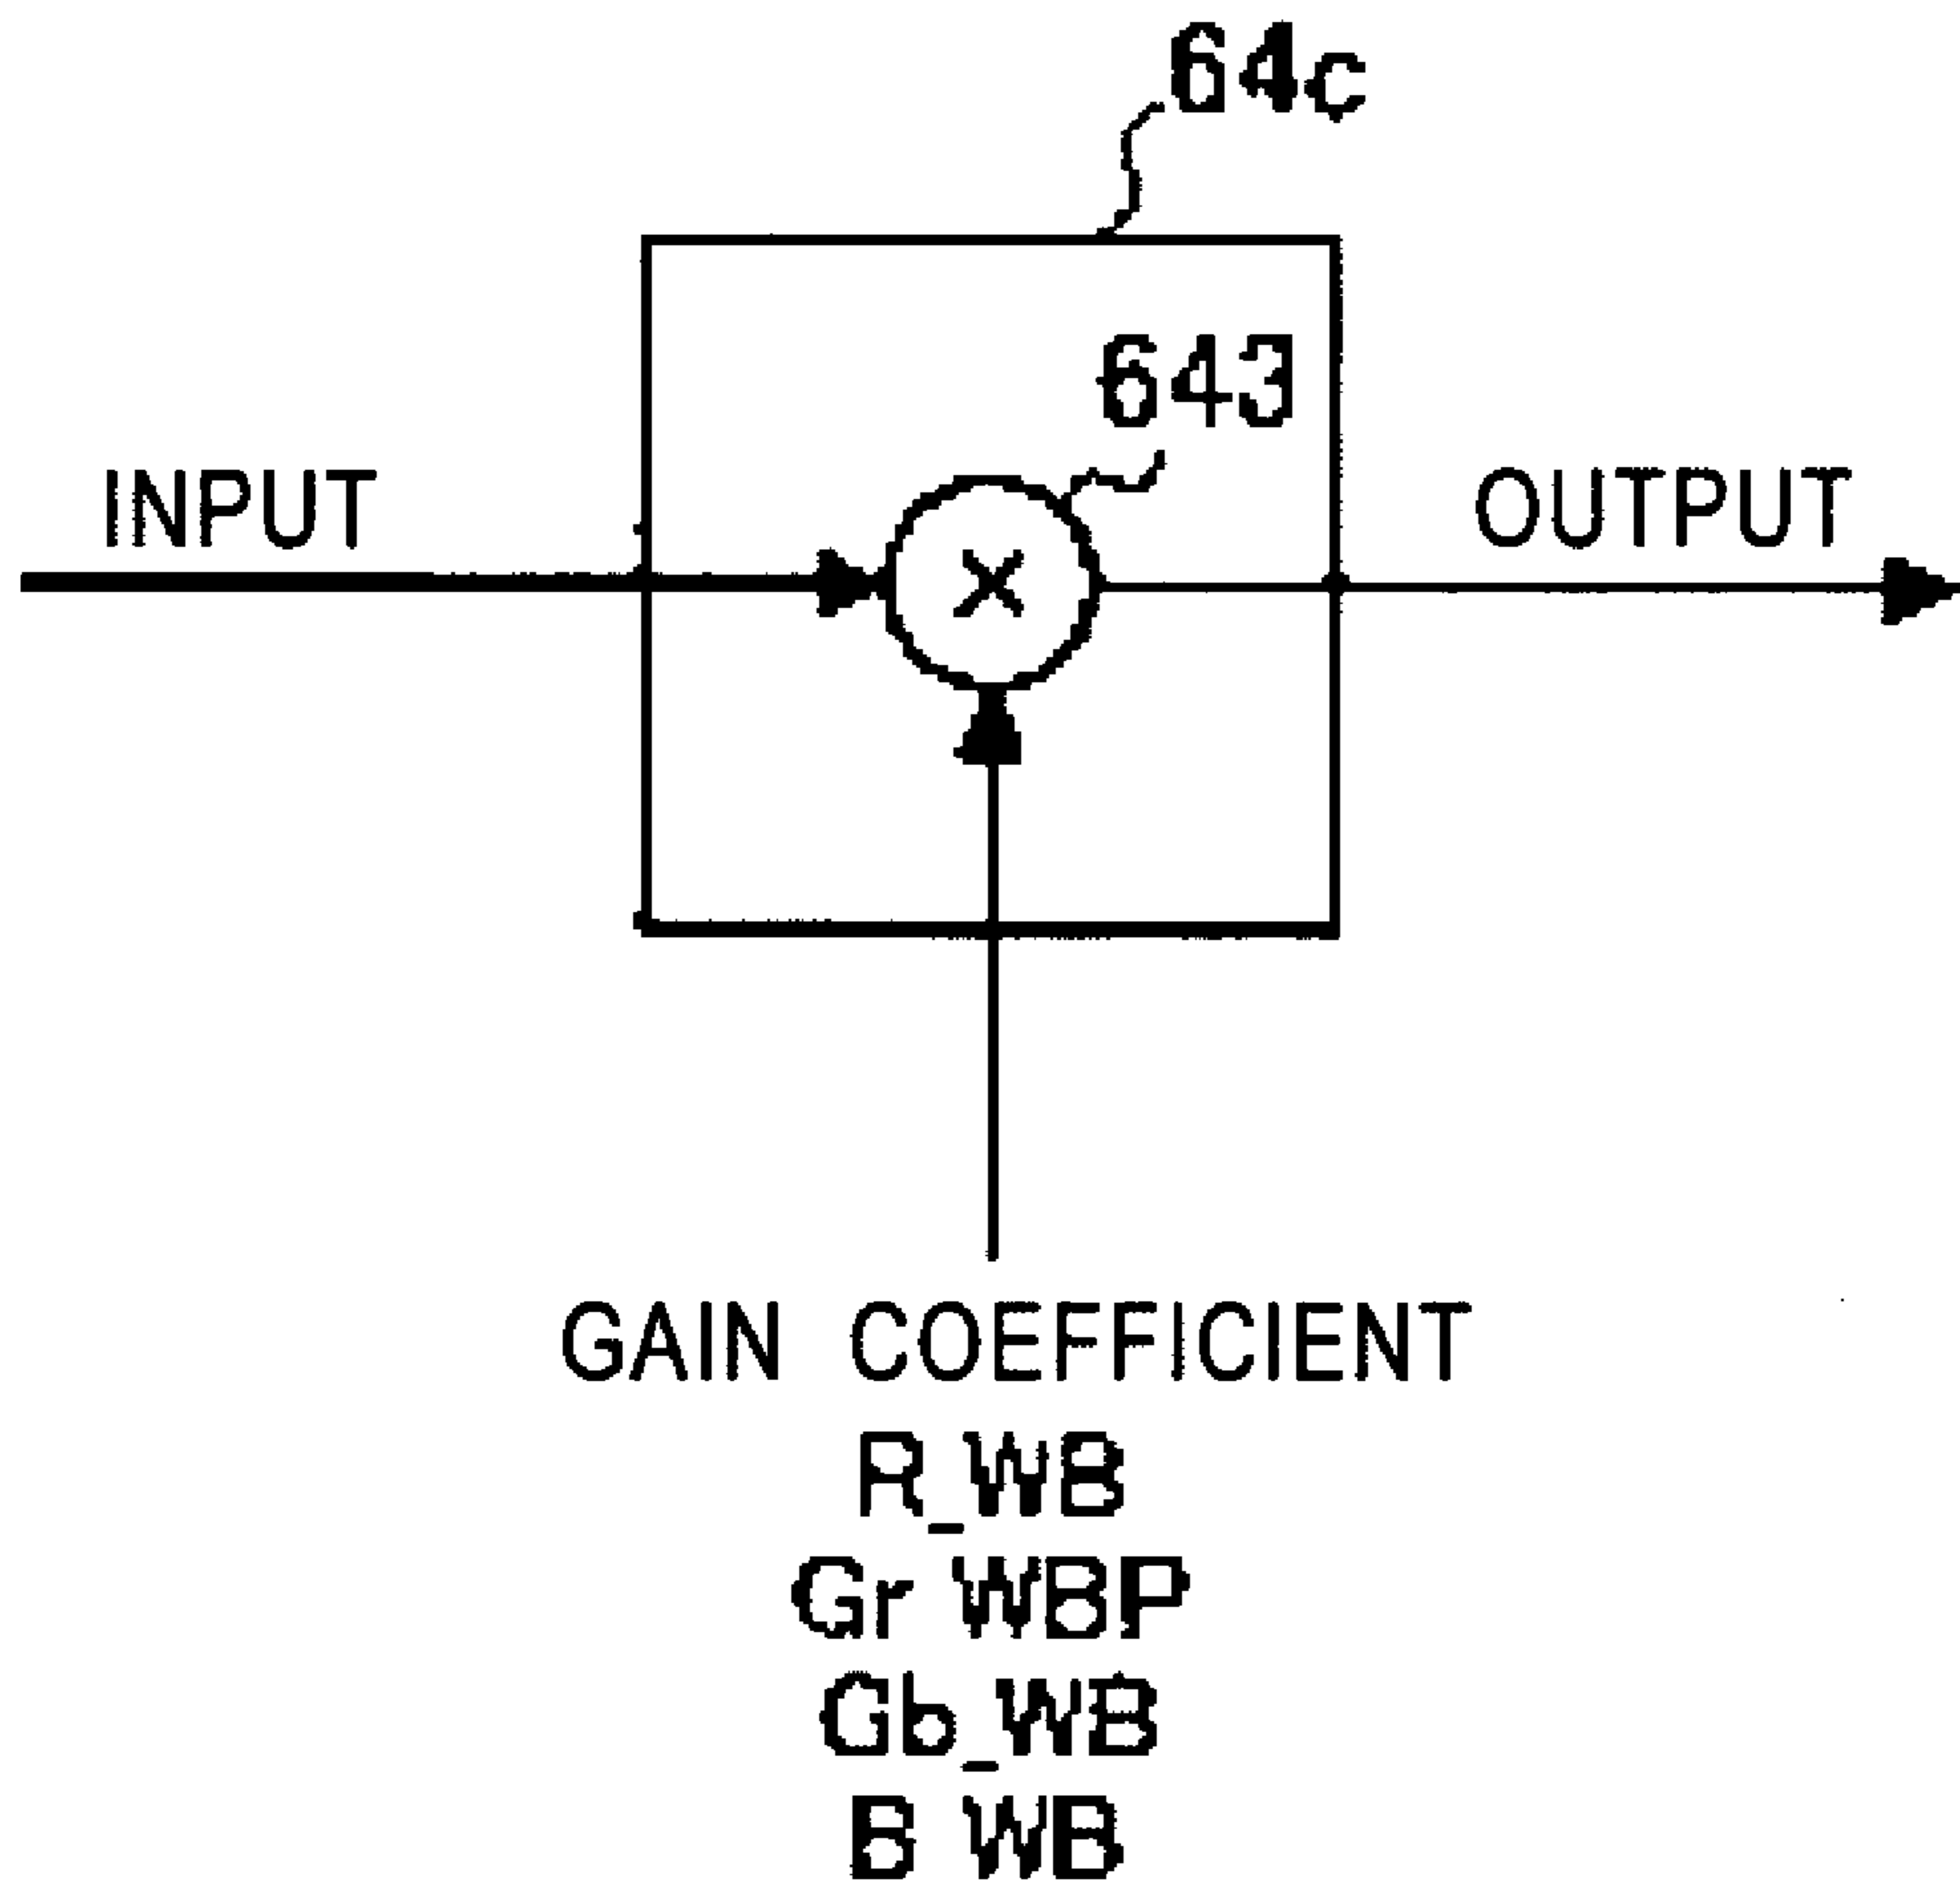 64c
643
INPUT
OUTPUT
GAIN COEFFICIENT
R_WB
Gr WBP
Gb_WB
B WB